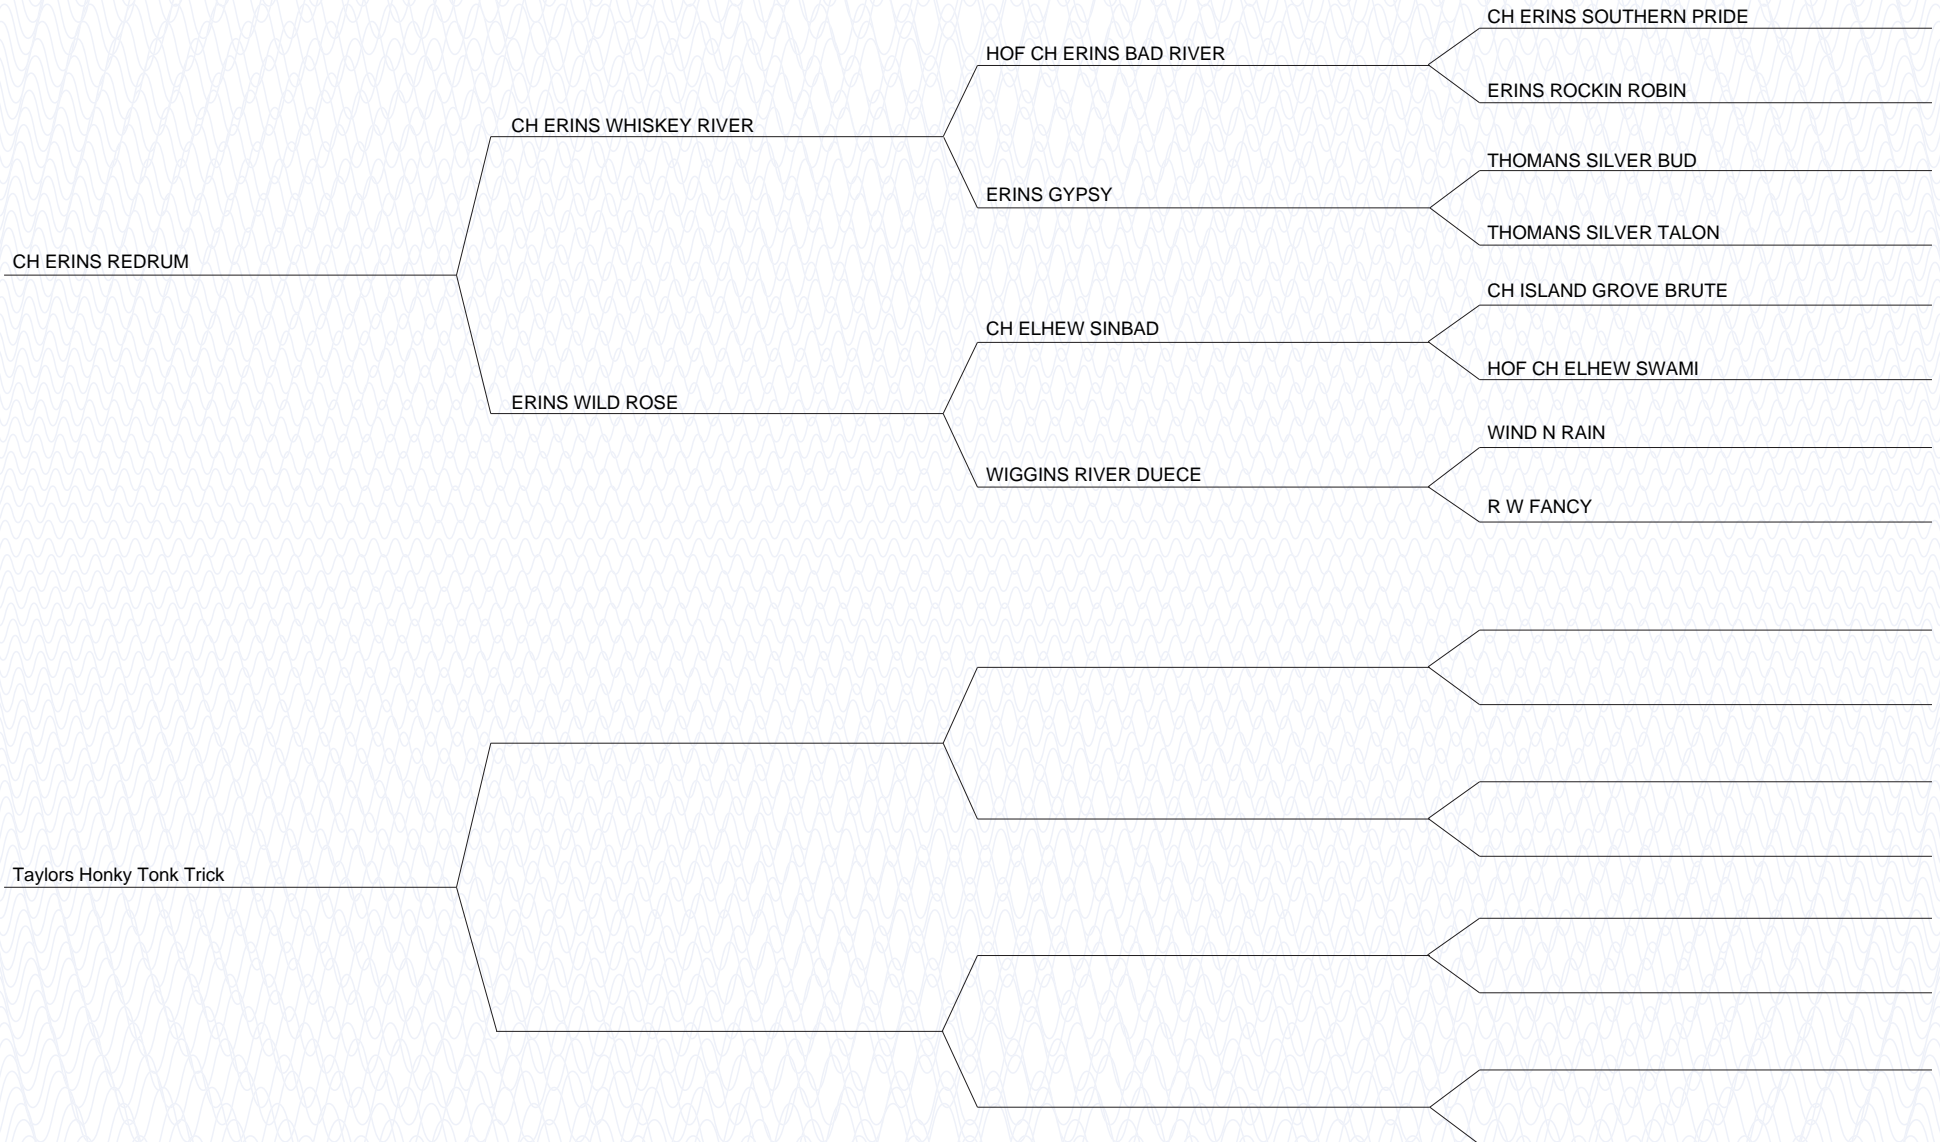 CH ERINS SOUTHERN PRIDE
HOF CH ERINS BAD RIVER
ERINS ROCKIN ROBIN
CH ERINS WHISKEY RIVER
THOMANS SILVER BUD
ERINS GYPSY
THOMANS SILVER TALON
CH ERINS REDRUM
CH ISLAND GROVE BRUTE
CH ELHEW SINBAD
HOF CH ELHEW SWAMI
ERINS WILD ROSE
WIND N RAIN
WIGGINS RIVER DUECE
R W FANCY
Taylors Honky Tonk Trick